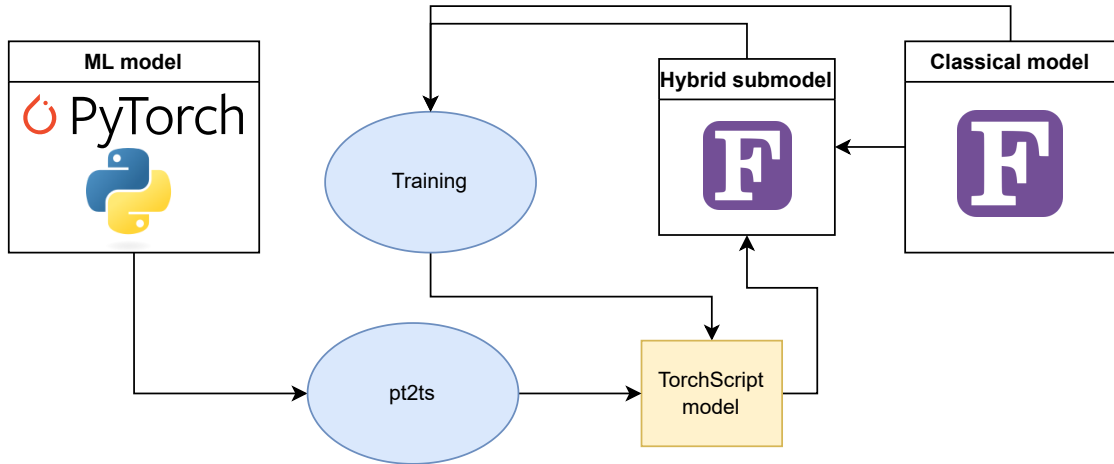 ML model
PyTorch
Training
Hybrid submodel
F
Classical model
F
pt2ts
TorchScript
model